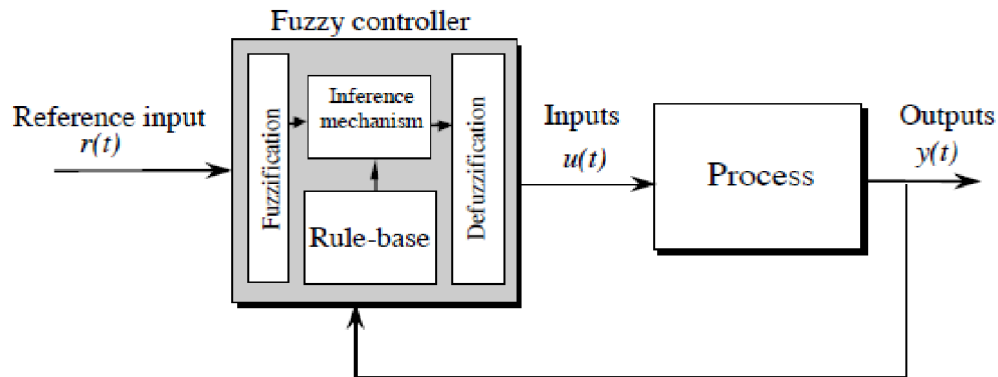 Fuzzy controller
Reference input
r(t)
Fuzzification
Inference
mechanism
Rule-base
Defuzzification
Inputs
u(t)
Process
Outputs
y(t)